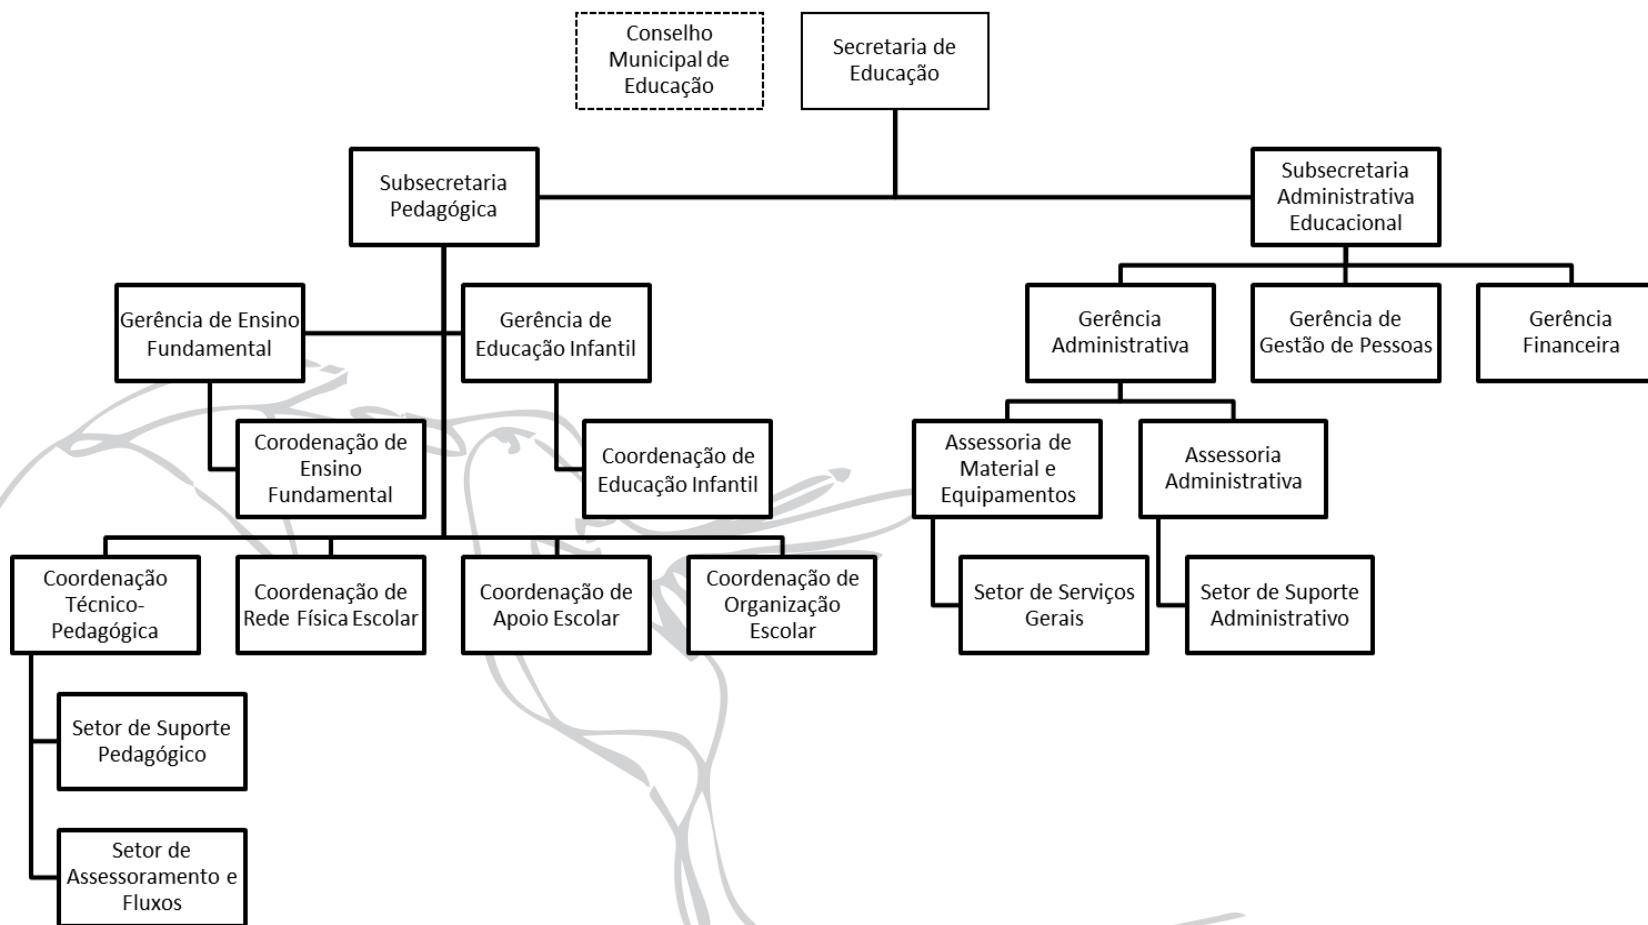 Conselho
Municipal de
Educação
Secretaria de
Educação
Subsecretaria
Pedagógica
Subsecretaria
Administrativa
Educacional
Gerência de Ensino
Fundamental
Gerência de
Educação Infantil
Gerência
Administrativa
Gerência de
Gestão de Pessoas
Gerência
Financeira
Corodenação de
Ensino
Fundamental
Coordenação de
Educação Infantil
Assessoria de
Material e
Equipamentos
Assessoria
Administrativa
Coordenação
Técnico-
Pedagógica
Coordenação de
Rede Física Escolar
Coordenação de
Apoio Escolar
Coordenação de
Organização
Escolar
Setor de Serviços
Gerais
Setor de Suporte
Administrativo
Setor de Suporte
Pedagógico
Setor de
Assessoramento e
Fluxos